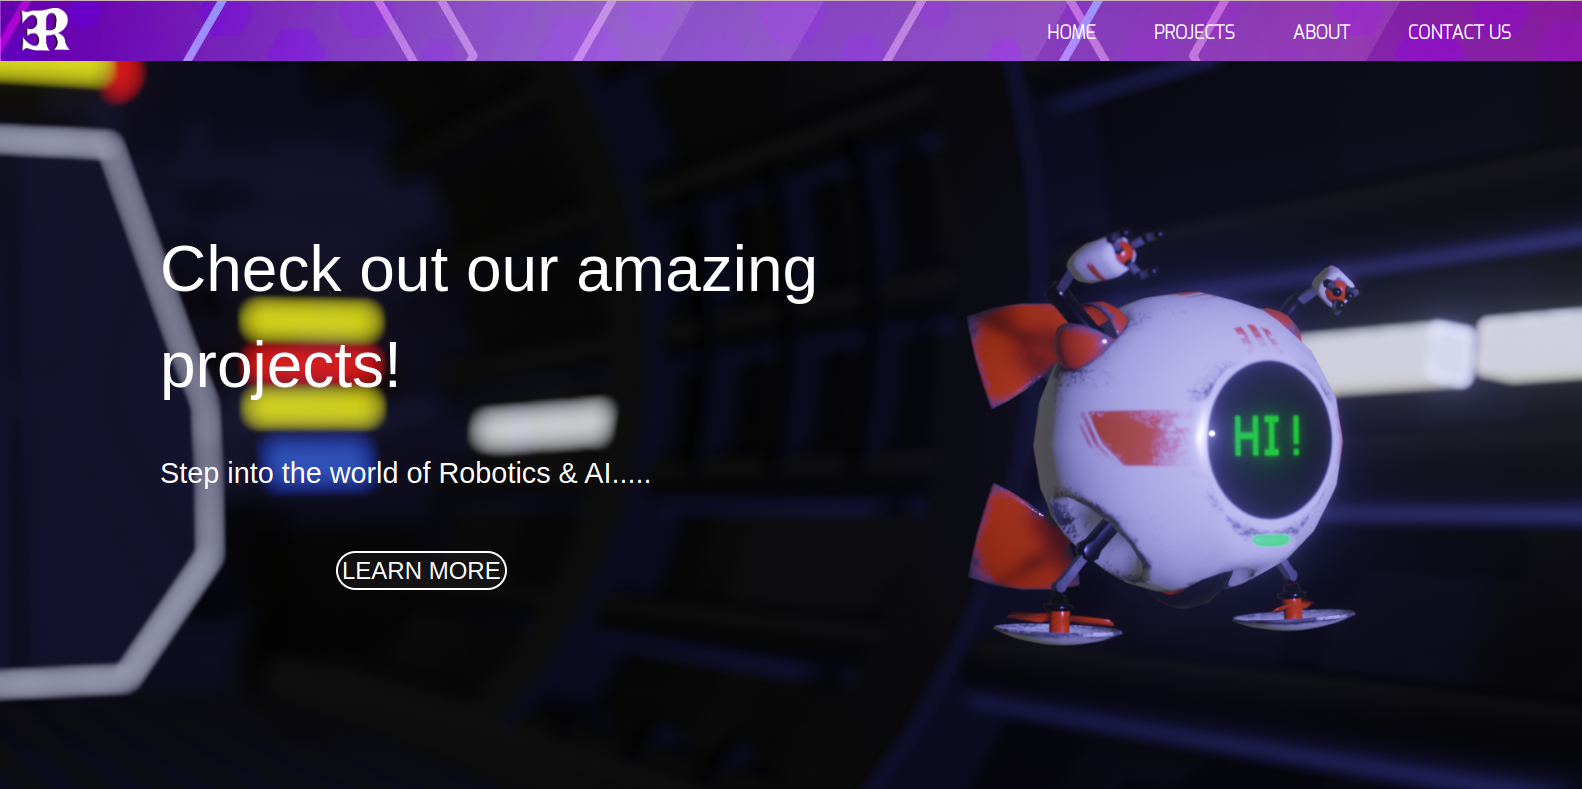 HOME PROJECTS ABOUT CONTACT US
Check out our amazing
projects!
HI!
Step into the world of Robotics & AI.....
LEARN MORE